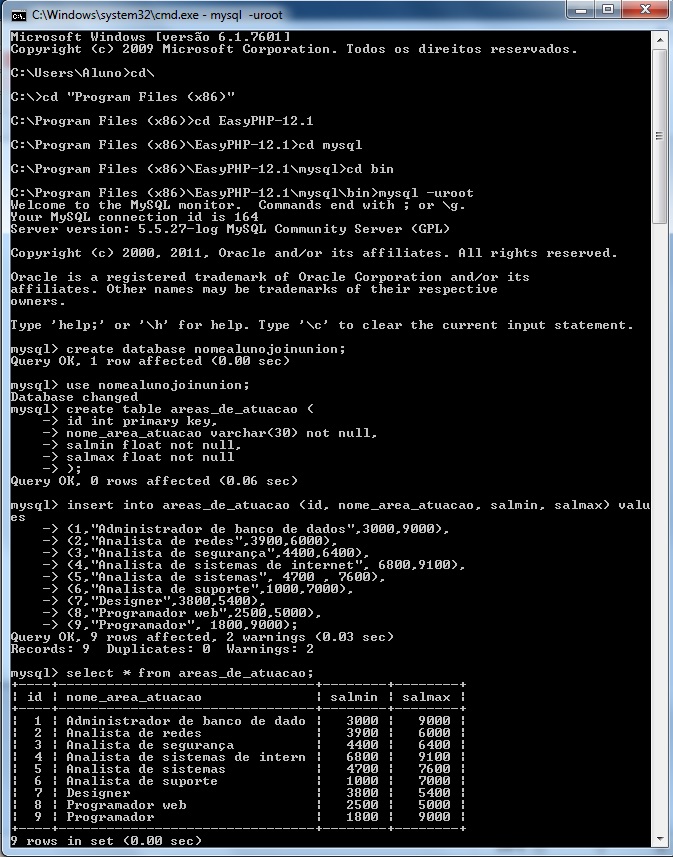 C:\Windows\system32\cmd.exe - mysql -uroot
Microsoft Windows [versão 6.1.7601]
Copyright (c) 2009 Microsoft Corporation. Todos os direitos reservados.
C:\Users\Aluno>cd\
C:\>cd "Program Files (x86)"
C:\Program Files (x86)>cd EasyPHP-12.1
C:\Program Files (x86)\EasyPHP-12.1>cd mysql
C:\Program Files (x86)\EasyPHP-12.1\mysql>cd bin
C:\Program Files (x86)\EasyPHP-12.1\mysql\bin>mysql -uroot
Welcome to the MySQL monitor.  Commands end with ; or \g.
Your MySQL connection id is 164
Server version: 5.5.27-log MySQL Community Server (GPL)
Copyright (c) 2000, 2011, Oracle and/or its affiliates. All rights reserved.
Oracle is a registered trademark of Oracle Corporation and/or its
affiliates. Other names may be trademarks of their respective
owners.
Type 'help;' or '\h' for help. Type '\c' to clear the current input statement.
mysql> create database nomealunojoinunion;
Query OK, 1 row affected (0.00 sec)
mysql> use nomealunojoinunion;
Database changed
mysql> create table areas_de_atuacao (
    -> id int primary key,
    -> nome_area_atuacao varchar(30) not null,
    -> salmin float not null,
    -> salmax float not null
    -> );
Query OK, 0 rows affected (0.06 sec)
mysql> insert into areas_de_atuacao (id, nome_area_atuacao, salmin, salmax) valu
es
    -> (1,"Administrador de banco de dados",3000,9000),
    -> (2,"Analista de redes",3900,6000),
    -> (3,"Analista de segurança",4400,6400),
    -> (4,"Analista de sistemas de internet", 6800,9100),
    -> (5,"Analista de sistemas", 4700 , 7600),
    -> (6,"Analista de suporte",1000,7000),
    -> (7,"Designer",3800,5400),
    -> (8,"Programador web",2500,5000),
    -> (9,"Programador", 1800,9000);
Query OK, 9 rows affected, 2 warnings (0.03 sec)
Records: 9  Duplicates: 0  Warnings: 2
mysql> select * from areas_de_atuacao;
+----+--------------------------------+--------+--------+
| id | nome_area_atuacao              | salmin | salmax |
+----+--------------------------------+--------+--------+
|  1 | Administrador de banco de dado |   3000 |   9000 |
|  2 | Analista de redes              |   3900 |   6000 |
|  3 | Analista de segurança          |   4400 |   6400 |
|  4 | Analista de sistemas de intern |   6800 |   9100 |
|  5 | Analista de sistemas           |   4700 |   7600 |
|  6 | Analista de suporte            |   1000 |   7000 |
|  7 | Designer                       |   3800 |   5400 |
|  8 | Programador web                |   2500 |   5000 |
|  9 | Programador                    |   1800 |   9000 |
+----+--------------------------------+--------+--------+
9 rows in set (0.00 sec)